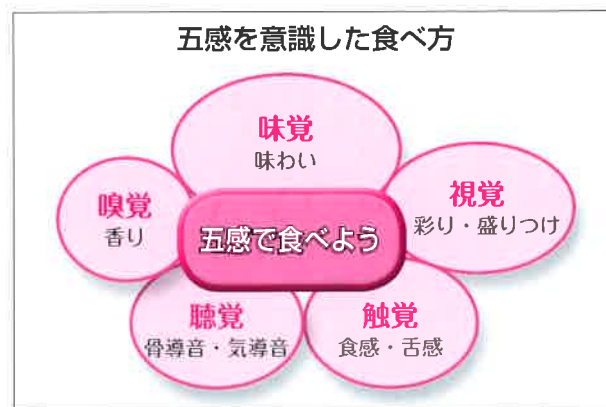 五感を意識した食べ方
味覚
味わい
嗅覚
香り
視覚
彩り・盛りつけ
五感で食べよう
聴覚
骨導音・気導音
触覚
食感・舌感